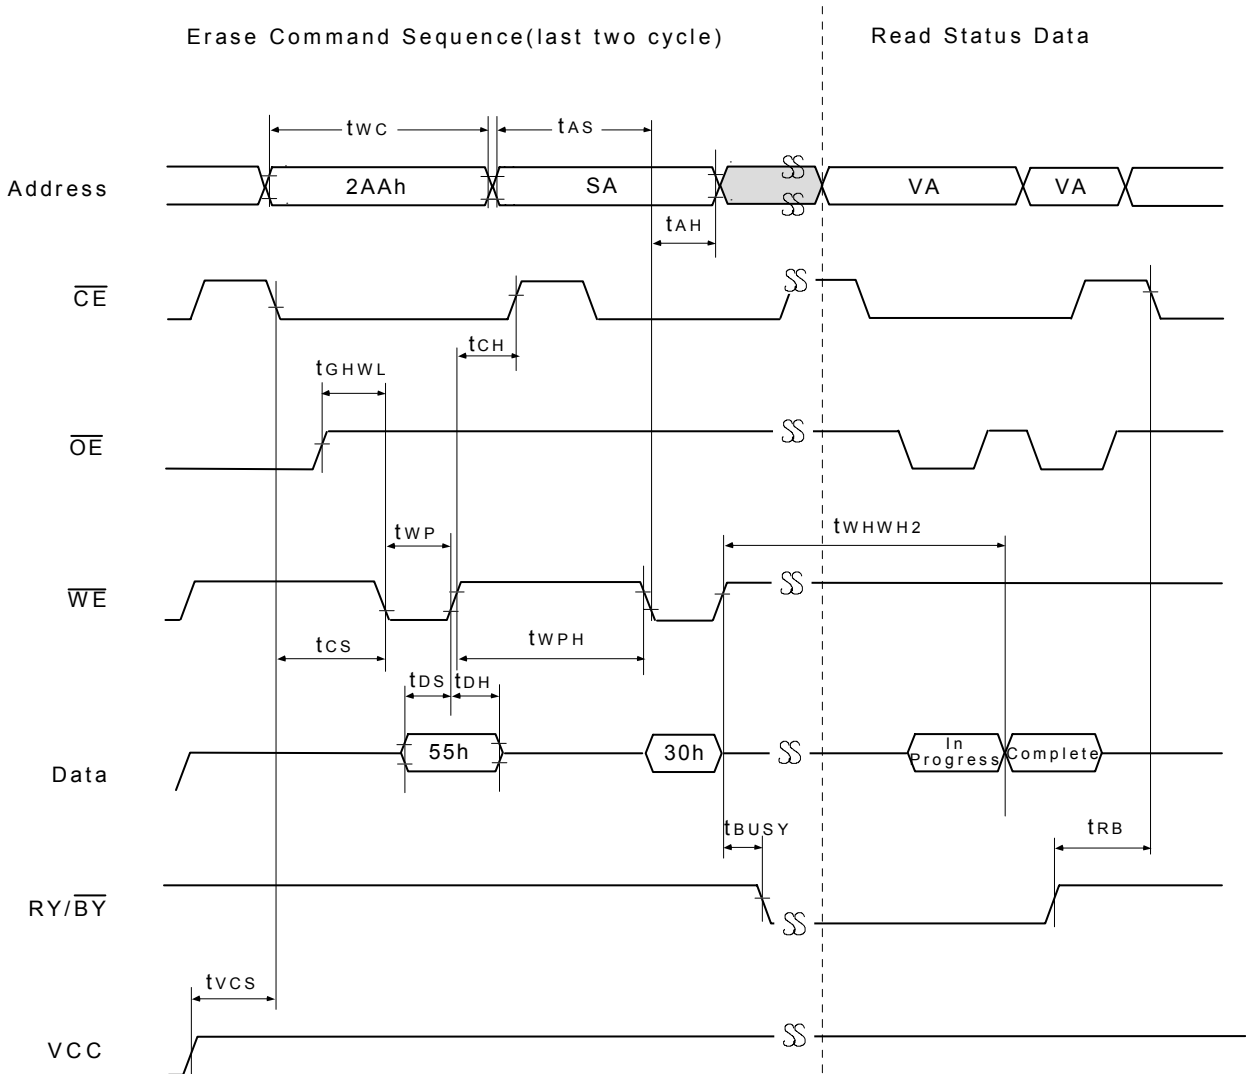 Erase Command Sequence(last two cycle)
Read Status Data
tWC
tAS
Address
2AAh
SA
VA
VA
tAH
CE
tCH
tGHWL
OE
tWP
tWHWH2
WE
tCS
tWPH
tDS
tDH
Data
55h
30h
In
Progress
Complete
tBUSY
tRB
RY/BY
tVCS
VCC